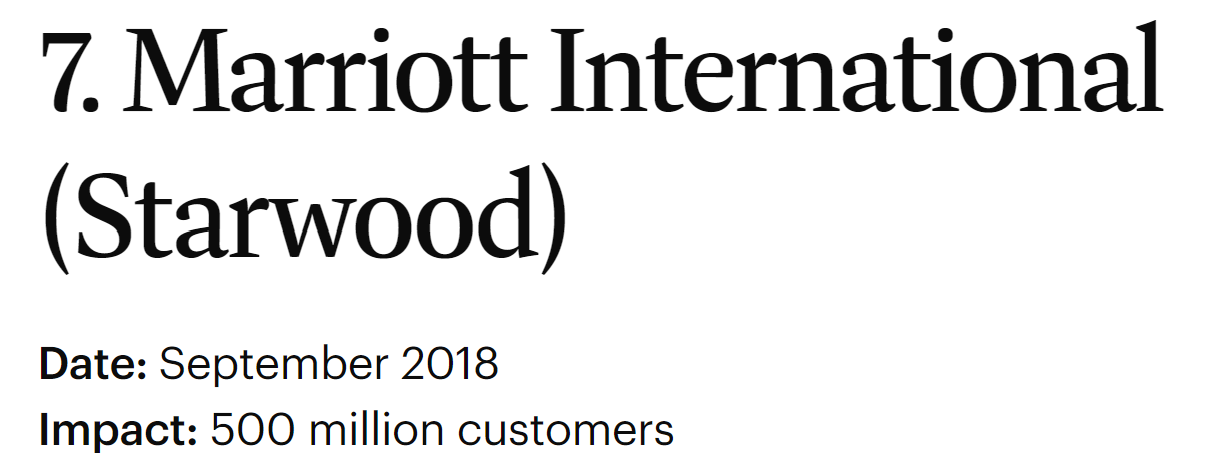 7. Marriott International
(Starwood)
Date: September 2018
Impact: 500 million customers